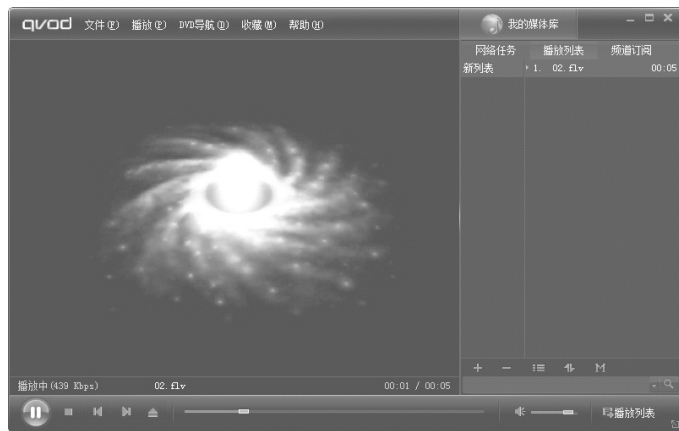 qvod 文件(F) 播放(P) DVD导航(D) 收藏(M) 帮助(H) 我的媒体库
网络任务 播放列表 频道订阅
新列表 1. 02.flv 00:05
播放中(439 Kbps) 02.flv 00:01 / 00:05
播放列表